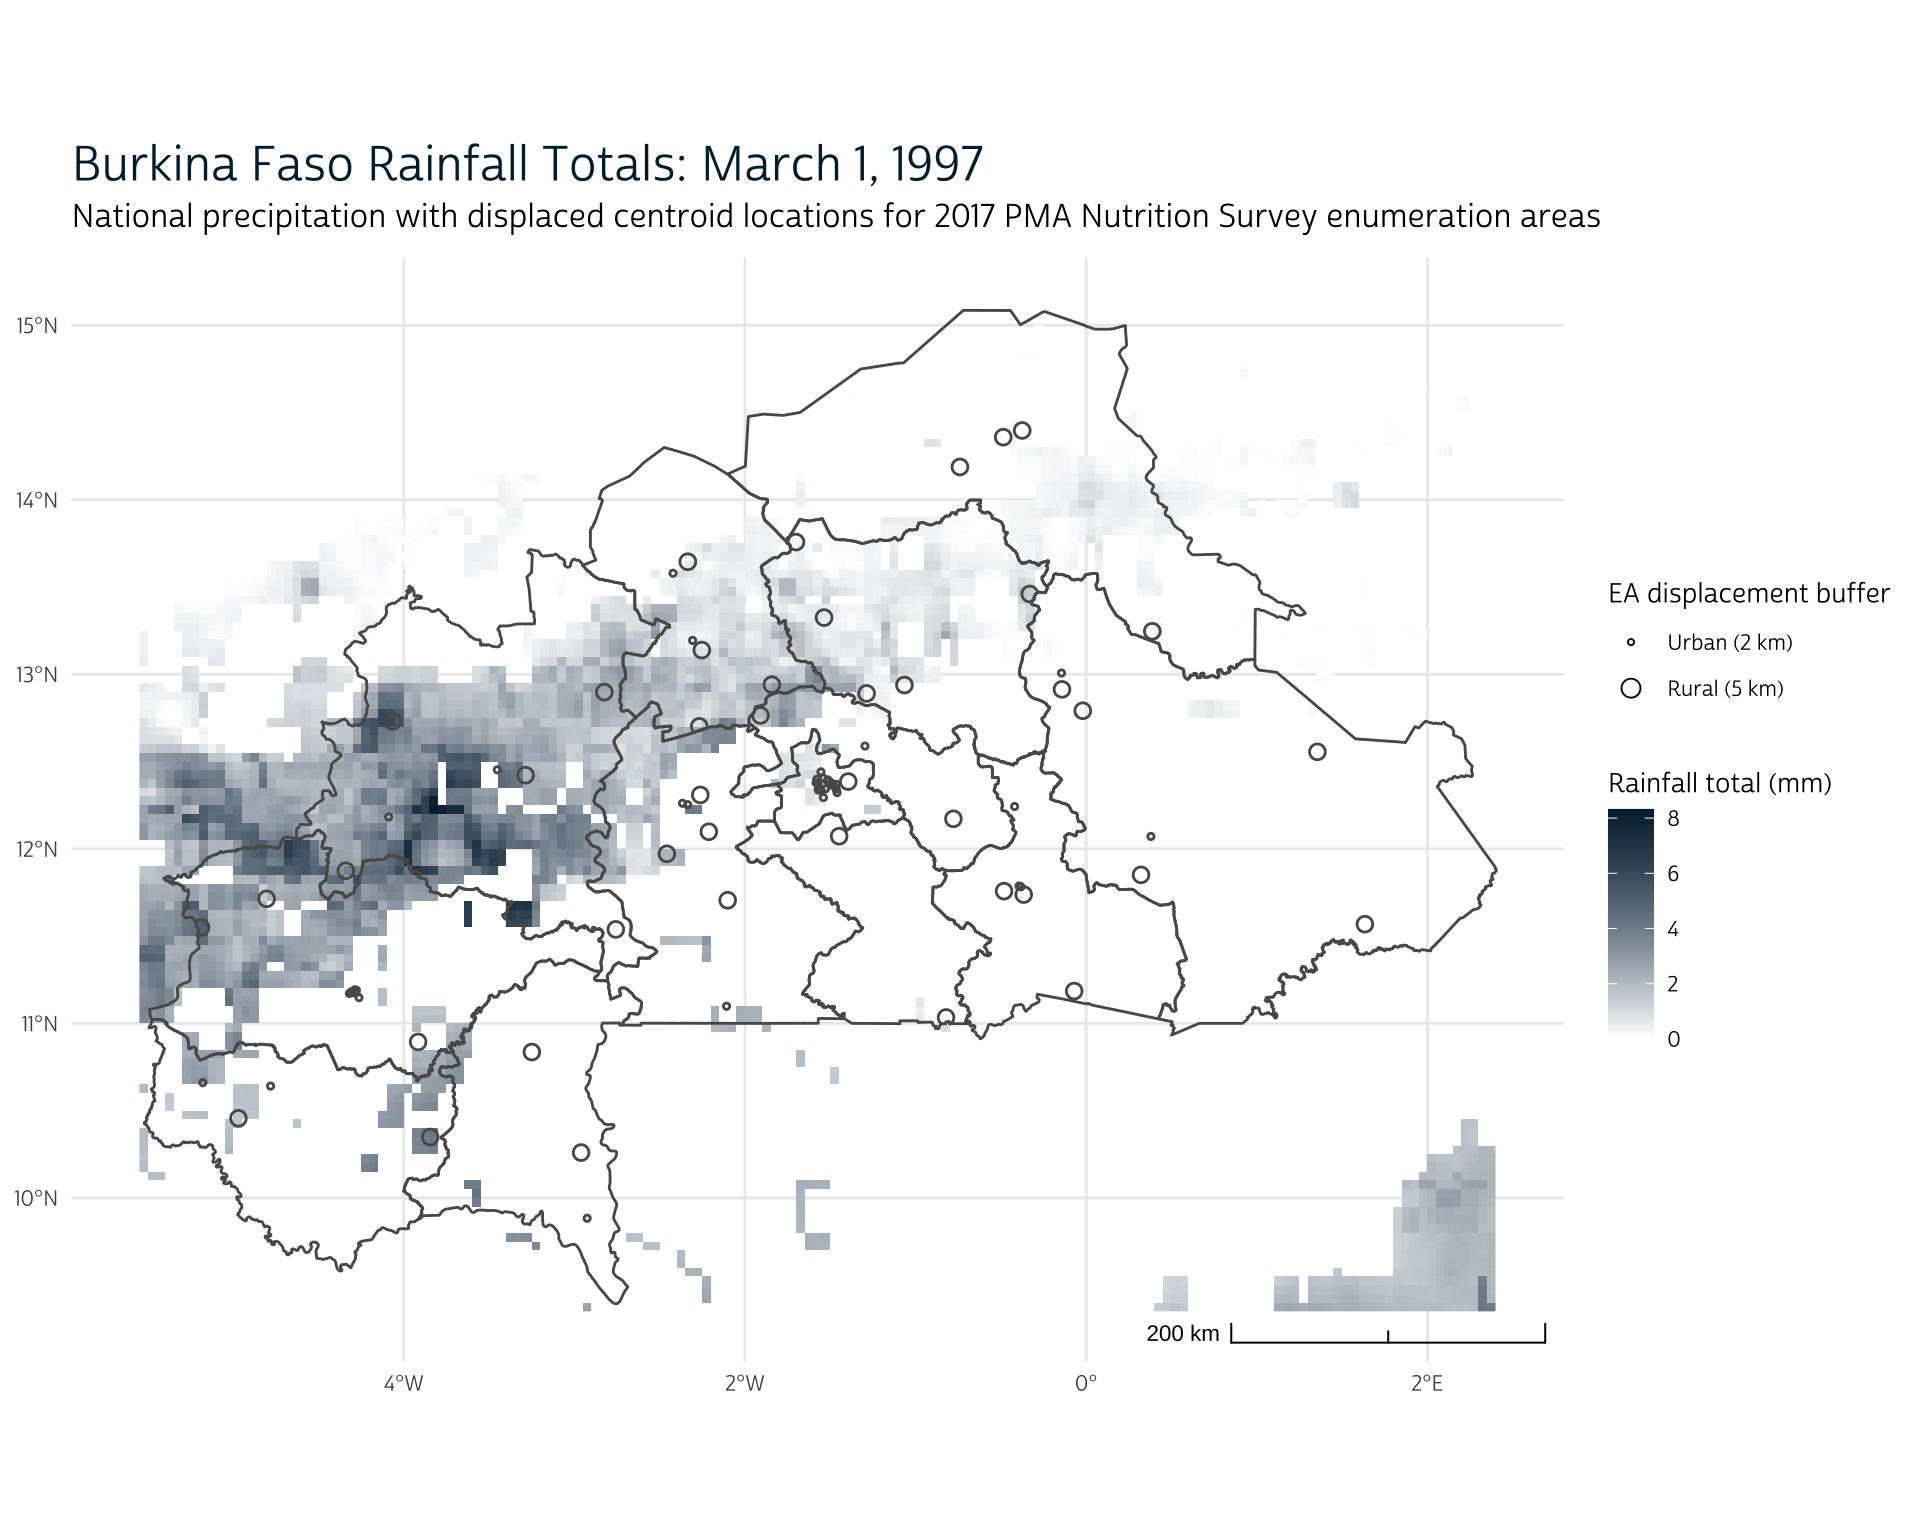 Burkina Faso Rainfall Totals: March 1, 1997
National precipitation with displaced centroid locations for 2017 PMA Nutrition Survey enumeration areas
15°N
14°N
13°N
12°N
11°N
10°N
4°W
2°W
0°
2°E
200 km
EA displacement buffer
Urban (2 km)
Rural (5 km)
Rainfall total (mm)
8
6
4
2
0